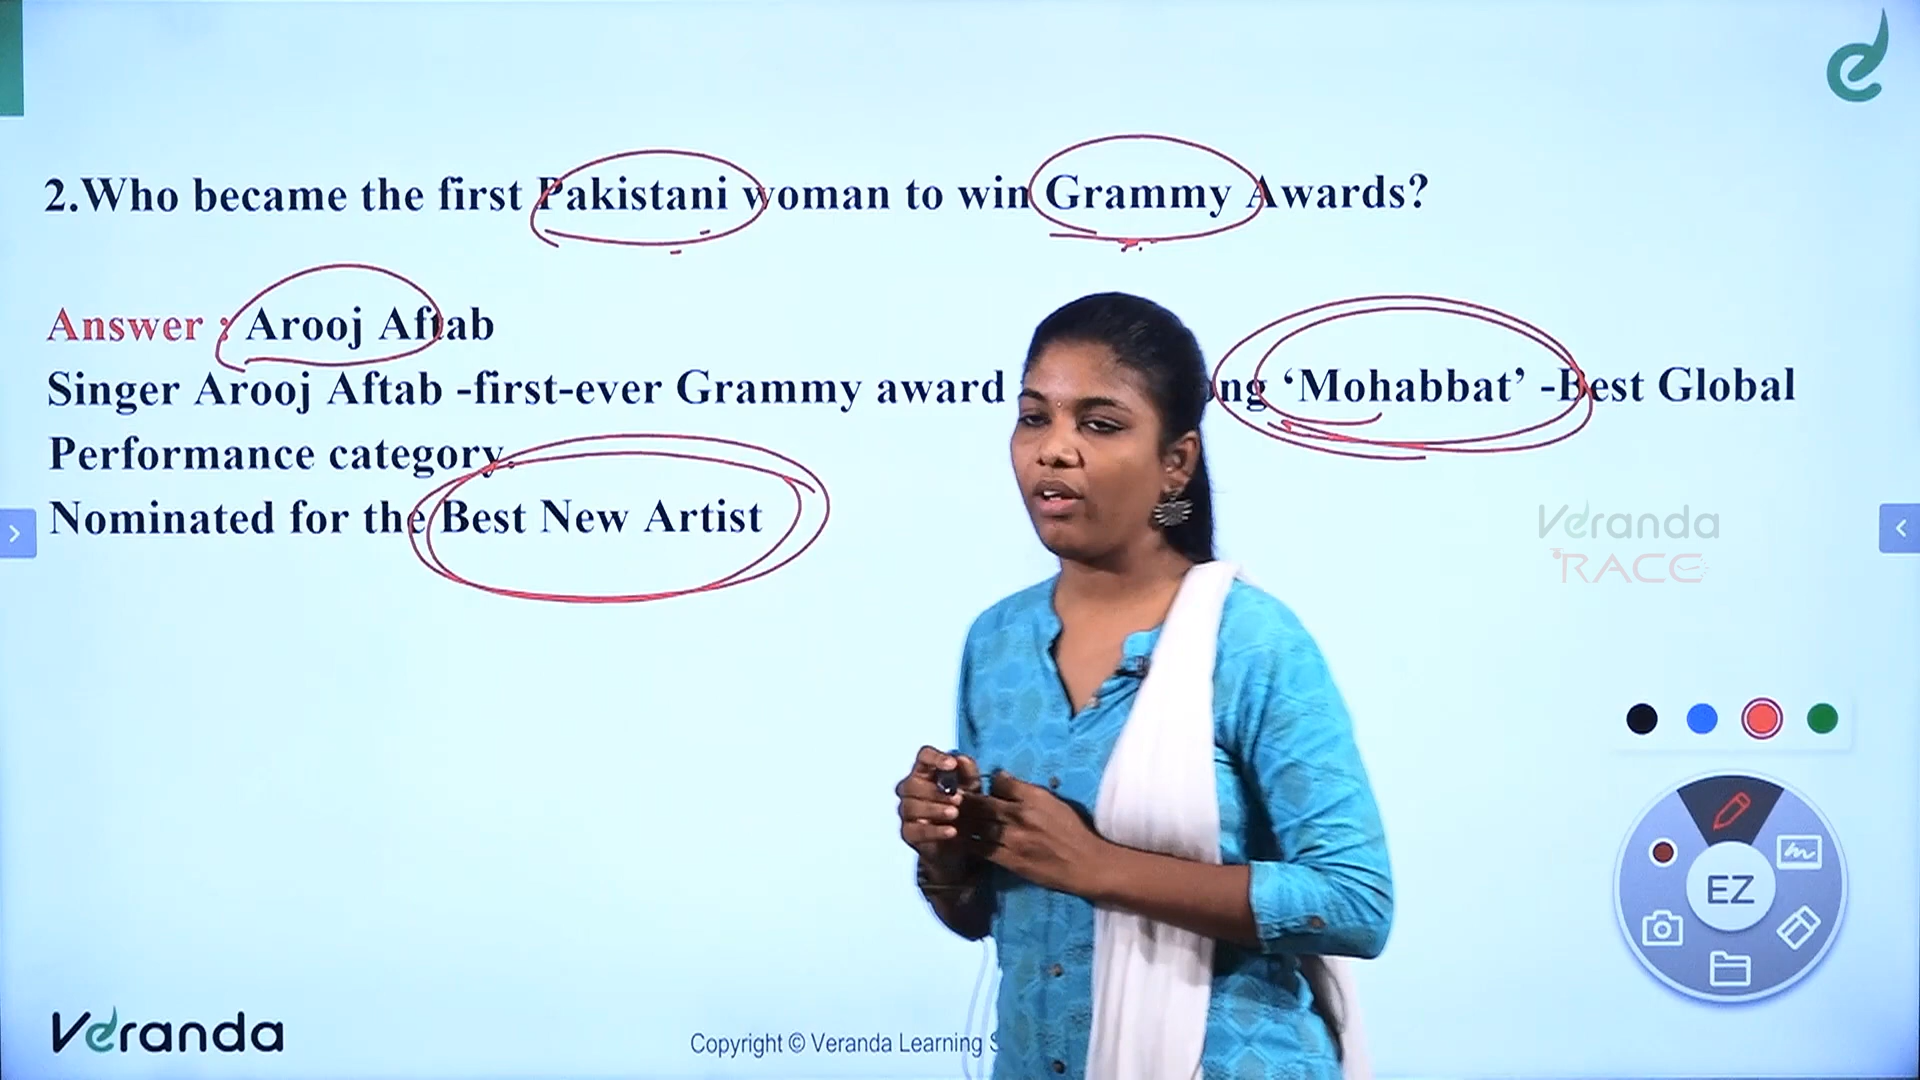 2.Who became the first Pakistani woman to win Grammy Awards?
Answer : Arooj Aftab
Singer Arooj Aftab -first-ever Grammy award ng ‘Mohabbat’ -Best Global
Performance category.
Nominated for the Best New Artist
Veranda
RACE
EZ
Veranda
Copyright © Veranda Learning S